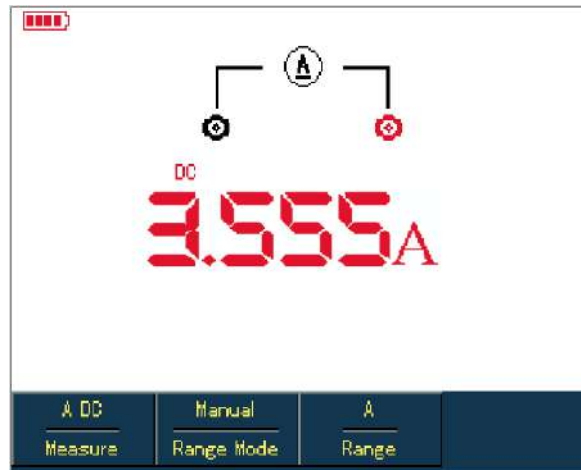 A
DC
3.555A
A DC Manual A
Measure Range Mode Range